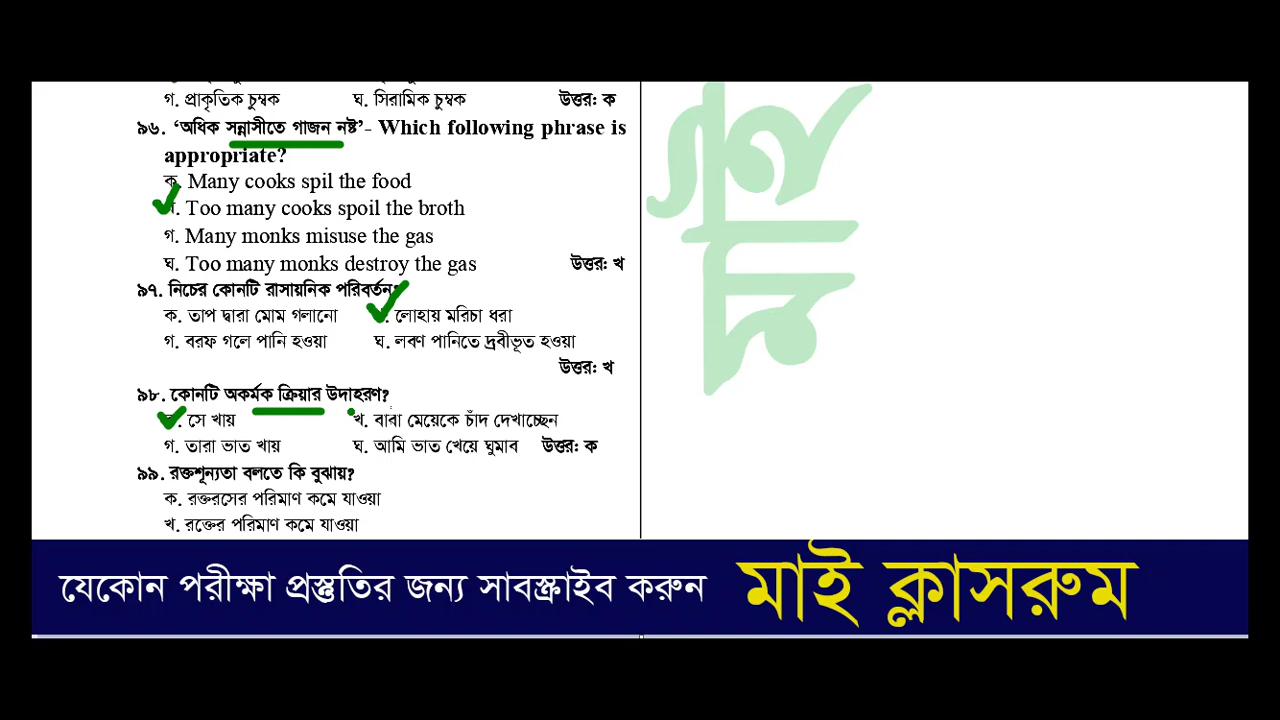 গ. প্রাকৃতিক চুম্বক ঘ. সিরামিক চুম্বক উত্তর: ক
৯৬. ‘অধিক সন্নাসীতে গাজন নষ্ট’- Which following phrase is
appropriate?
ক. Many cooks spil the food
খ. Too many cooks spoil the broth
গ. Many monks misuse the gas
ঘ. Too many monks destroy the gas উত্তর: খ
৯৭. নিচের কোনটি রাসায়নিক পরিবর্তন?
ক. তাপ দ্বারা মোম গলানো লোহায় মরিচা ধরা
গ. বরফ গলে পানি হওয়া ঘ. লবণ পানিতে দ্রবীভূত হওয়া
উত্তর: খ
৯৮. কোনটি অকর্মক ক্রিয়ার উদাহরণ?
সে খায় খ. বাবা মেয়েকে চাঁদ দেখাচ্ছেন
গ. তারা ভাত খায় ঘ. আমি ভাত খেয়ে ঘুমাব উত্তর: ক
৯৯. রক্তশূন্যতা বলতে কি বুঝায়?
ক. রক্তরসের পরিমাণ কমে যাওয়া
খ. রক্তের পরিমাণ কমে যাওয়া
মাই
যেকোন পরীক্ষা প্রস্তুতির জন্য সাবস্ক্রাইব করুন মাই ক্লাসরুম